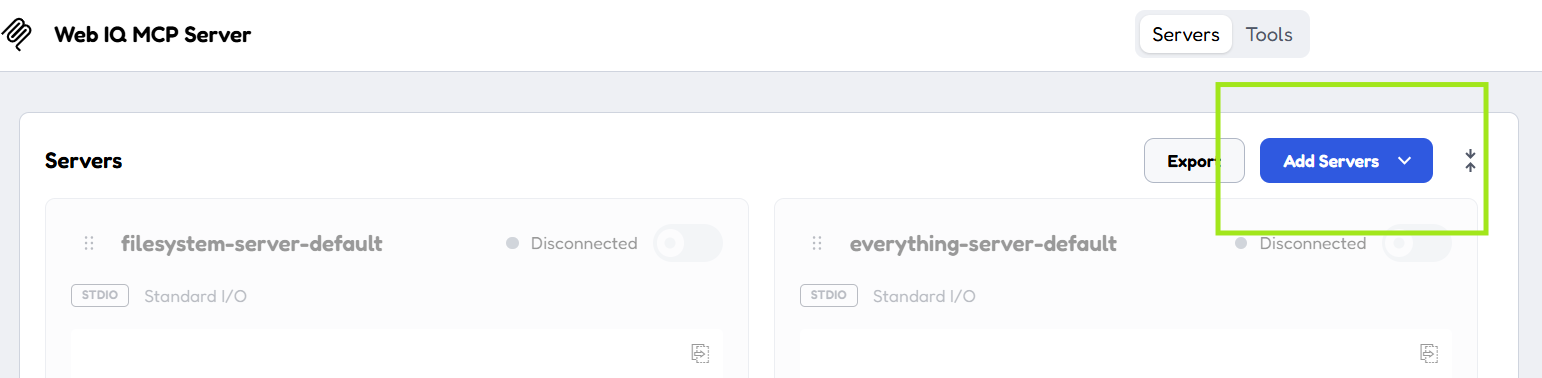 Web IQ MCP Server
Servers Tools
Servers
Export
Add Servers
filesystem-server-default
Disconnected
everything-server-default
Disconnected
STDIO Standard I/O
STDIO Standard I/O